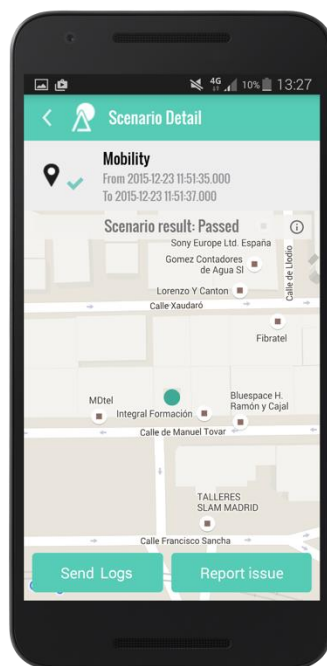 4G 10% 13:27
Scenario Detail
Mobility
From 2015-12-23 11:51:35.000
To 2015-12-23 11:51:37.000
Scenario result: Passed
Sony Europe Ltd. España
Gomez Contadores
de Agua Sl
Calle de Llodio
Lorenzo Y Canton
Calle Xaudaró
Fibratel
MDtel
Bluespace H.
Ramón y Cajal
Integral Formación
Calle de Manuel Tovar
TALLERES
SLAM MADRID
Calle Francisco Sancha
Send Logs
Report issue